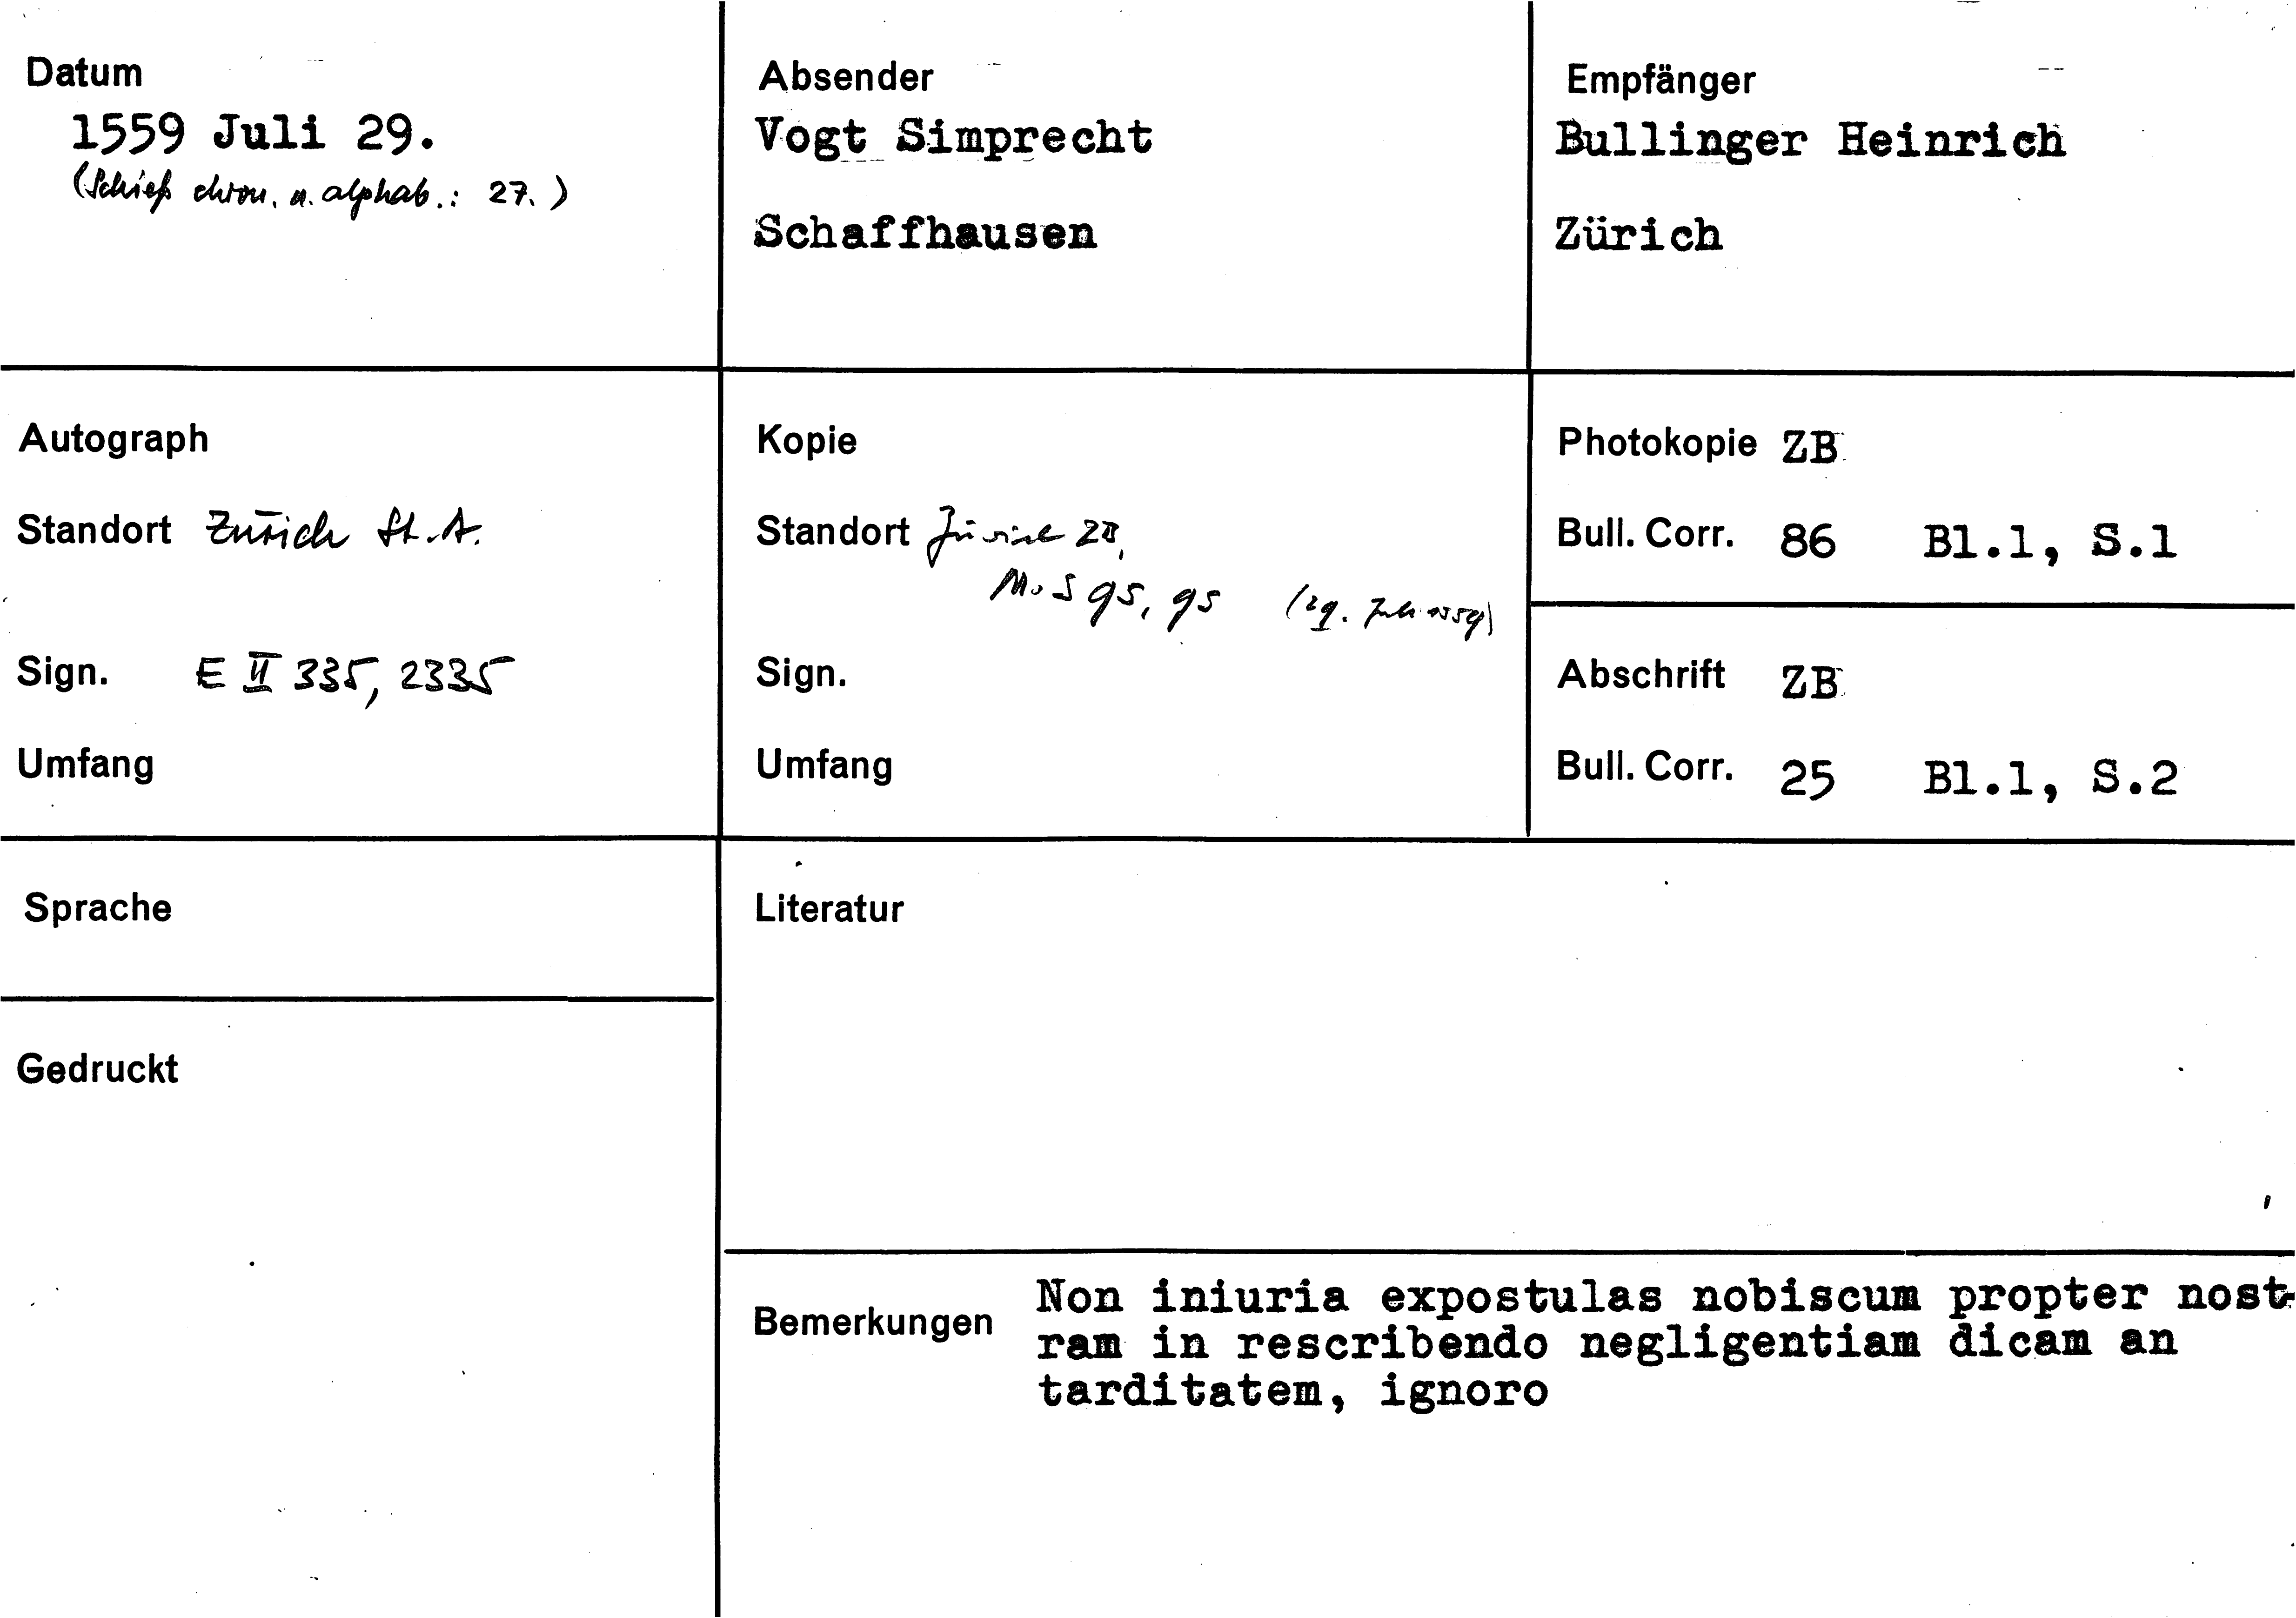 Datum
1559 Juli 29.
(Schieß chron. u. alphab.: 27.)
Absender
Vogt Simprecht
Schaffhausen
Empfänger
Bullinger Heinrich
Zürich
Autograph
Standort Zürich St.A.
Sign. E II 335, 2335
Umfang
Kopie
Standort Zürich ZB,
Ms S 95, 95 (29. Juli 1559)
Sign.
Umfang
Photokopie ZB
Bull. Corr. 86 Bl.1, S.1
Abschrift ZB
Bull. Corr. 25 Bl.1, S.2
Sprache
Gedruckt
Literatur
Bemerkungen
Non iniuria expostulas nobiscum propter nost-
ram in rescribendo negligentiam dicam an
tarditatem, ignoro